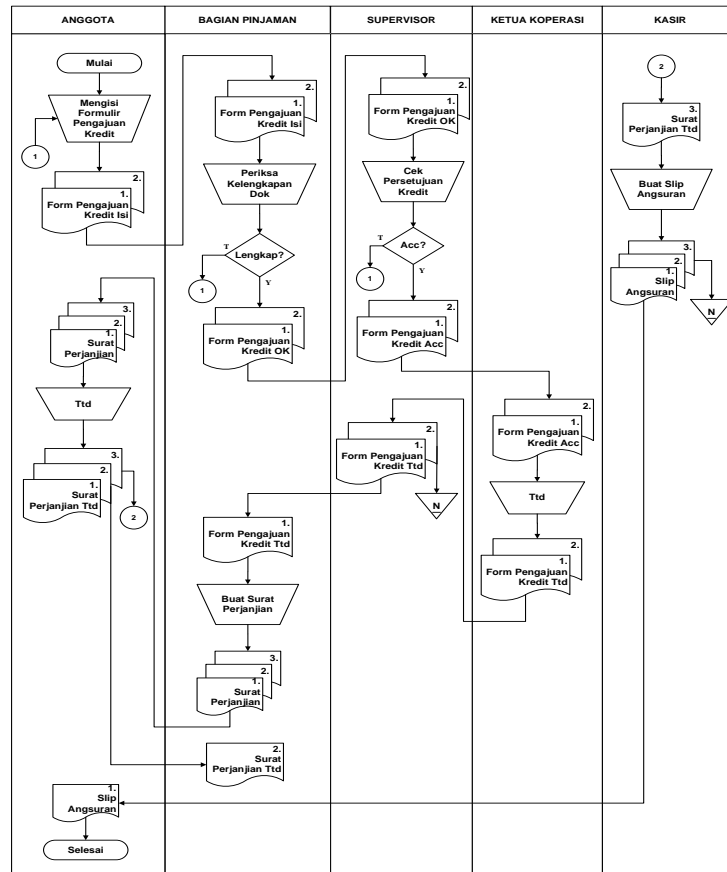 ANGGOTA
BAGIAN PINJAMAN
SUPERVISOR
KETUA KOPERASI
KASIR
Mulai
Mengisi
Formulir
Pengajuan
Kredit
1
2.
1.
Form Pengajuan
Kredit Isi
3.
2.
1.
Surat
Perjanjian
Ttd
3.
2.
1.
Surat
Perjanjian Ttd
2
1.
Slip
Angsuran
Selesai
2.
1.
Form Pengajuan
Kredit Isi
Periksa
Kelengkapan
Dok
T
Lengkap?
Y
1
2.
1.
Form Pengajuan
Kredit OK
1.
Form Pengajuan
Kredit Ttd
Buat Surat
Perjanjian
3.
2.
1.
Surat
Perjanjian
2.
Surat
Perjanjian Ttd
2.
1.
Form Pengajuan
Kredit OK
Cek
Persetujuan
Kredit
T
Acc?
Y
1
2.
1.
Form Pengajuan
Kredit Acc
2.
1.
Form Pengajuan
Kredit Ttd
N
2.
1.
Form Pengajuan
Kredit Acc
Ttd
2.
1.
Form Pengajuan
Kredit Ttd
2
3.
Surat
Perjanjian Ttd
Buat Slip
Angsuran
3.
2.
1.
Slip
Angsuran
N